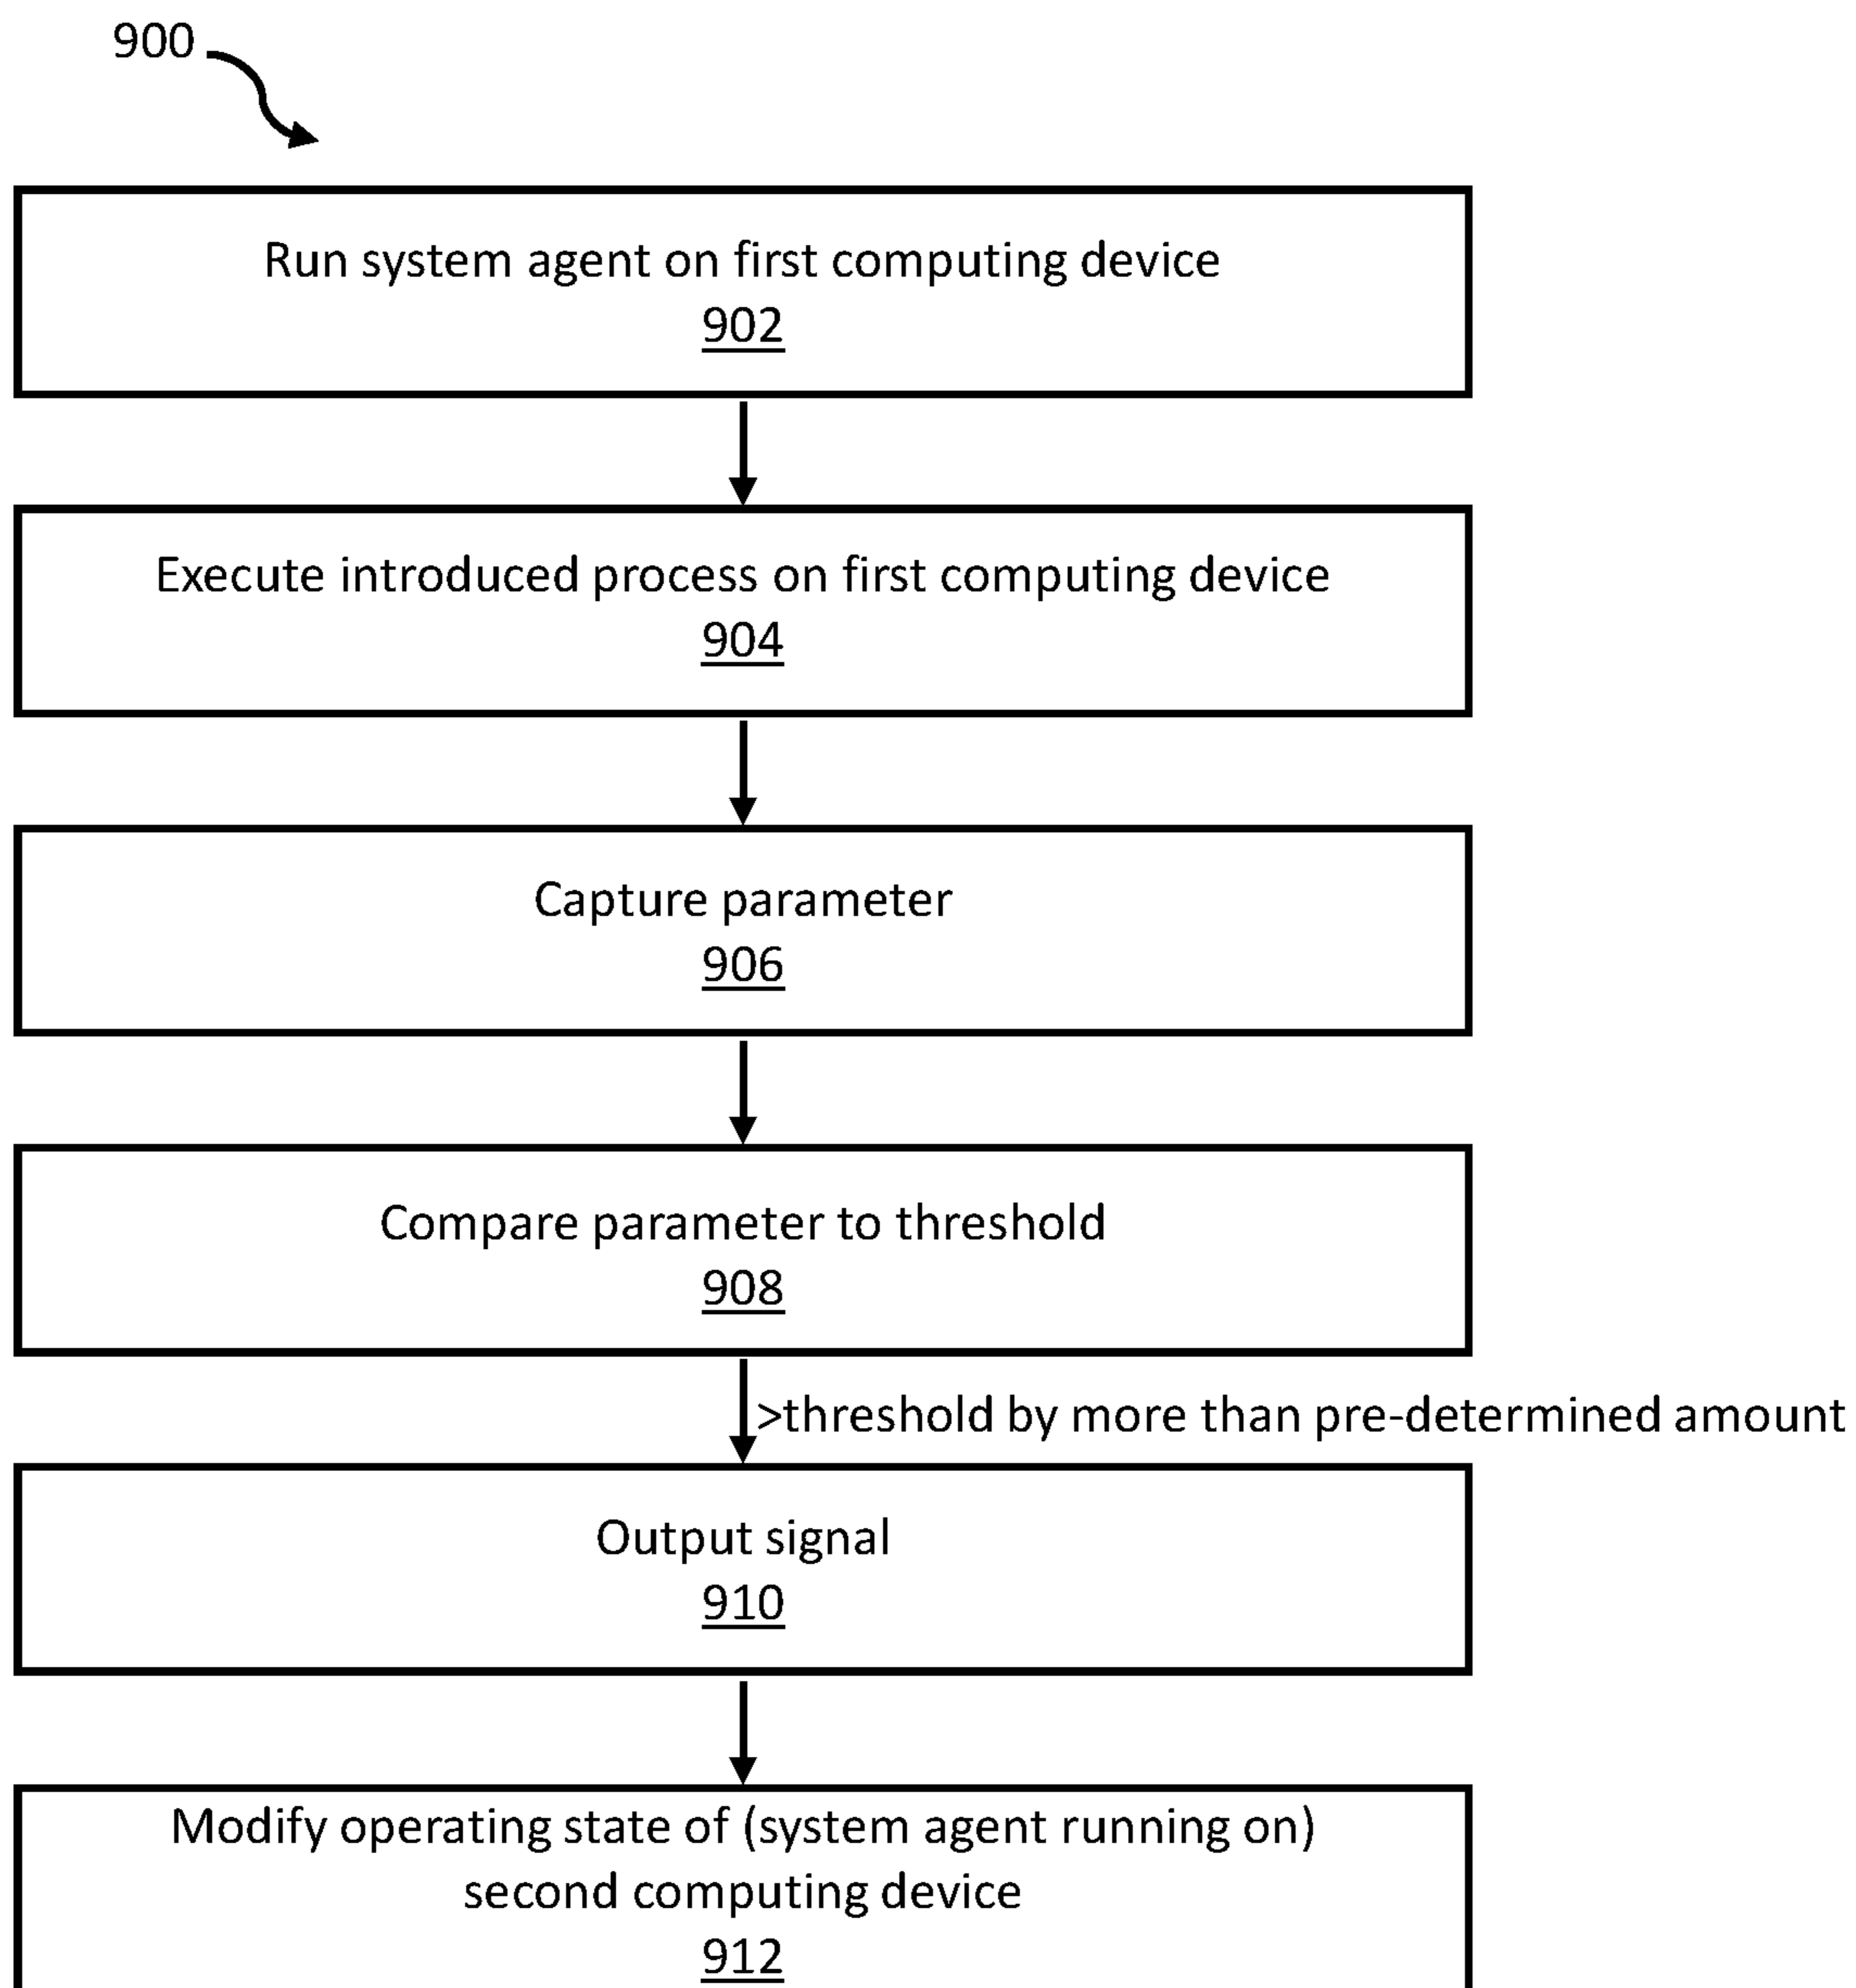 900
Run system agent on first computing device
902
Execute introduced process on first computing device
904
Capture parameter
906
Compare parameter to threshold
908
>threshold by more than pre-determined amount
Output signal
910
Modify operating state of (system agent running on)
second computing device
912